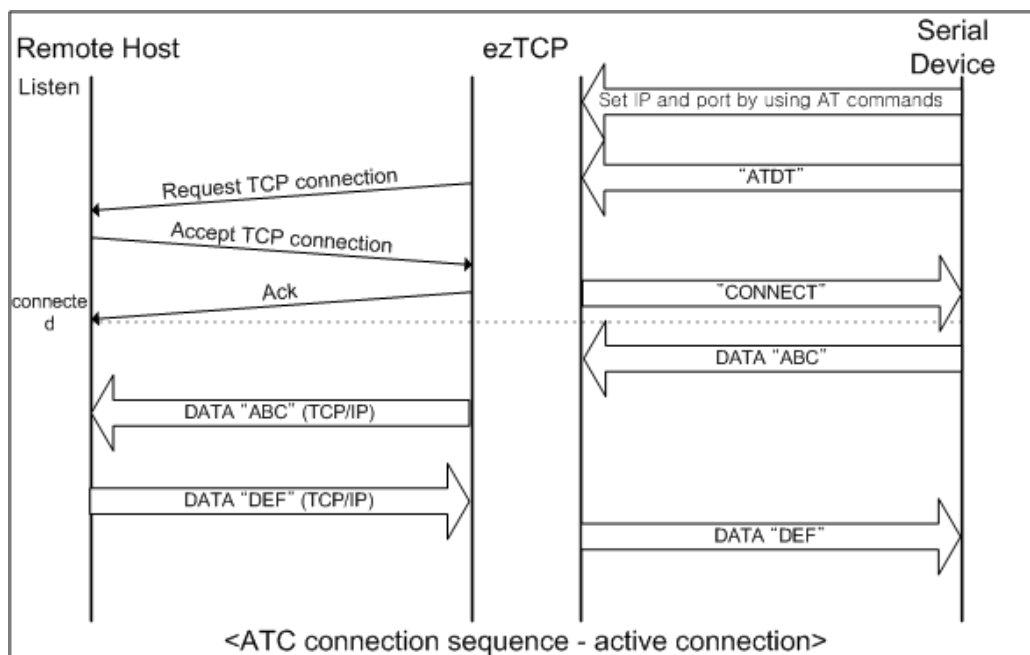 Remote Host
ezTCP
Serial
Device
Listen
Set IP and port by using AT commands
"ATDT"
Request TCP connection
Accept TCP connection
Ack
"CONNECT"
connecte
d
DATA "ABC"
DATA "ABC" (TCP/IP)
DATA "DEF" (TCP/IP)
DATA "DEF"
<ATC connection sequence - active connection>